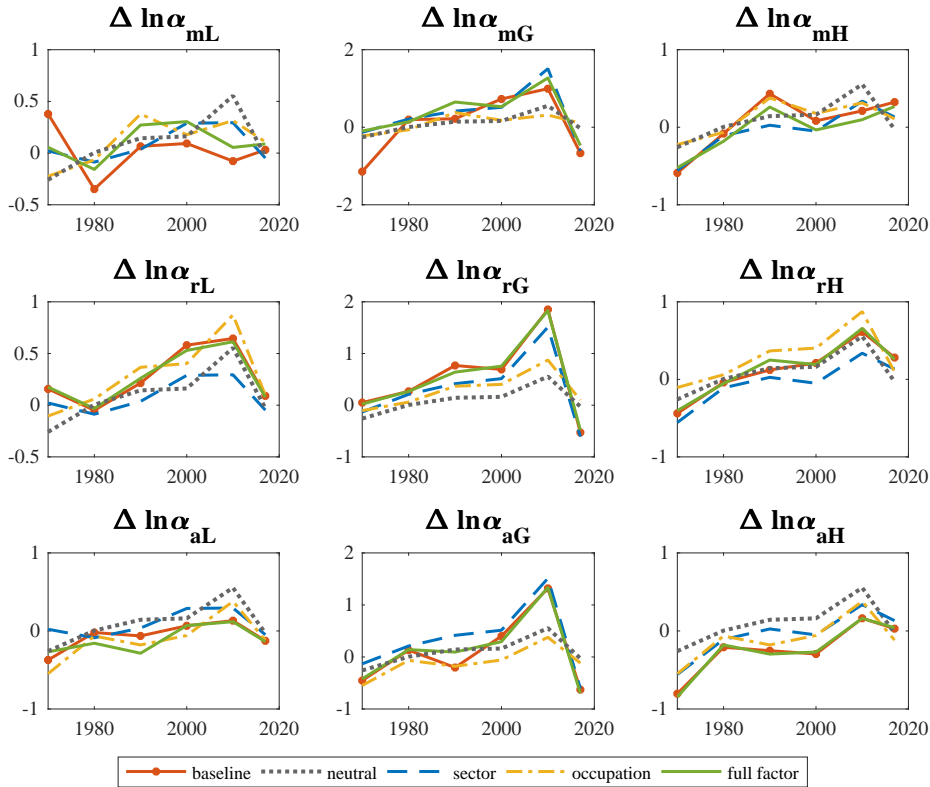 Δ lnα_mL
Δ lnα_mG
Δ lnα_mH
1
0.5
0
-0.5
1980 2000 2020
2
0
-2
1980 2000 2020
1
0
-1
1980 2000 2020
Δ lnα_rL
Δ lnα_rG
Δ lnα_rH
1
0.5
0
-0.5
1980 2000 2020
2
1
0
-1
1980 2000 2020
1
0
-1
1980 2000 2020
Δ lnα_aL
Δ lnα_aG
Δ lnα_aH
1
0
-1
1980 2000 2020
2
1
0
-1
1980 2000 2020
1
0
-1
1980 2000 2020
baseline neutral sector occupation full factor